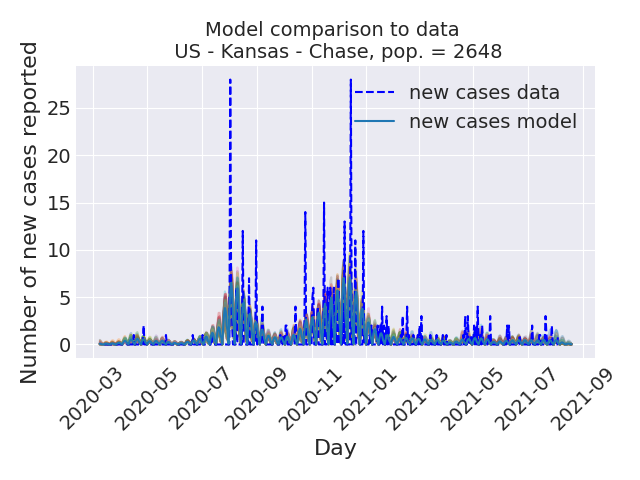 Model comparison to data
US - Kansas - Chase, pop. = 2648
Number of new cases reported
25
20
15
10
5
0
new cases data
new cases model
2020-03
2020-05
2020-07
2020-09
2020-11
2021-01
2021-03
2021-05
2021-07
2021-09
Day